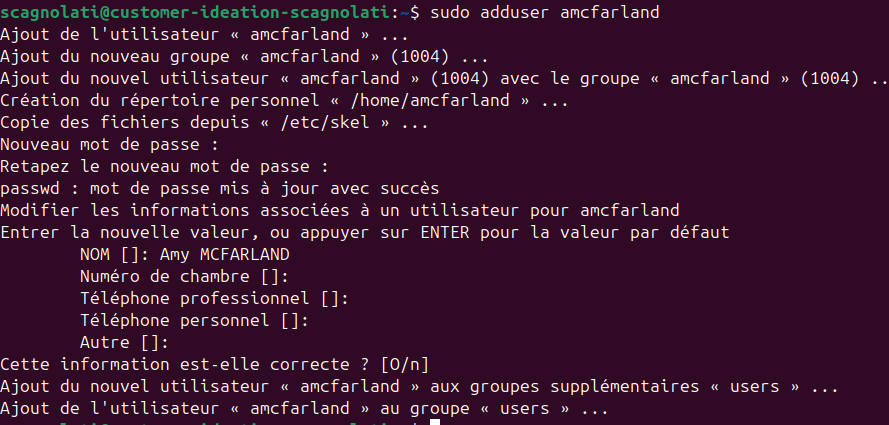 scagnolati@customer-ideation-scagnolati:~$ sudo adduser amcfarland
Ajout de l'utilisateur « amcfarland » ...
Ajout du nouveau groupe « amcfarland » (1004) ...
Ajout du nouvel utilisateur « amcfarland » (1004) avec le groupe « amcfarland » (1004) ..
Création du répertoire personnel « /home/amcfarland » ...
Copie des fichiers depuis « /etc/skel » ...
Nouveau mot de passe :
Retapez le nouveau mot de passe :
passwd : mot de passe mis à jour avec succès
Modifier les informations associées à un utilisateur pour amcfarland
Entrer la nouvelle valeur, ou appuyer sur ENTER pour la valeur par défaut
NOM []: Amy MCFARLAND
Numéro de chambre []:
Téléphone professionnel []:
Téléphone personnel []:
Autre []:
Cette information est-elle correcte ? [O/n]
Ajout du nouvel utilisateur « amcfarland » aux groupes supplémentaires « users » ...
Ajout de l'utilisateur « amcfarland » au groupe « users » ...